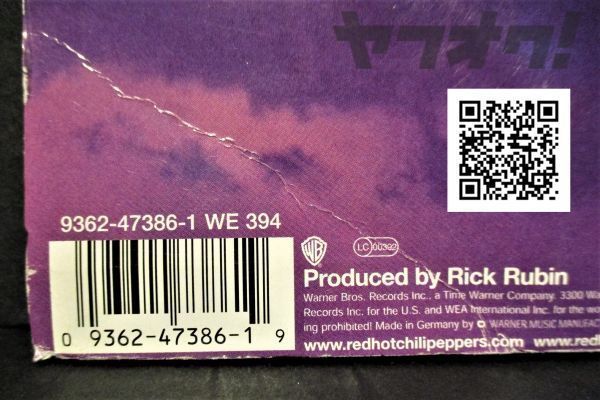 ヤフオク!
9362-47386-1 WE 394
0 9362-47386-1 9
WB
LC 00392
Produced by Rick Rubin
Warner Bros. Records Inc., a Time Warner Company. 3300 Wa
Records Inc. for the U.S. and WEA International Inc. for the wo
ing prohibited! Made in Germany by WARNER MUSIC MANUFAC
www.redhotchilipeppers.com www.red